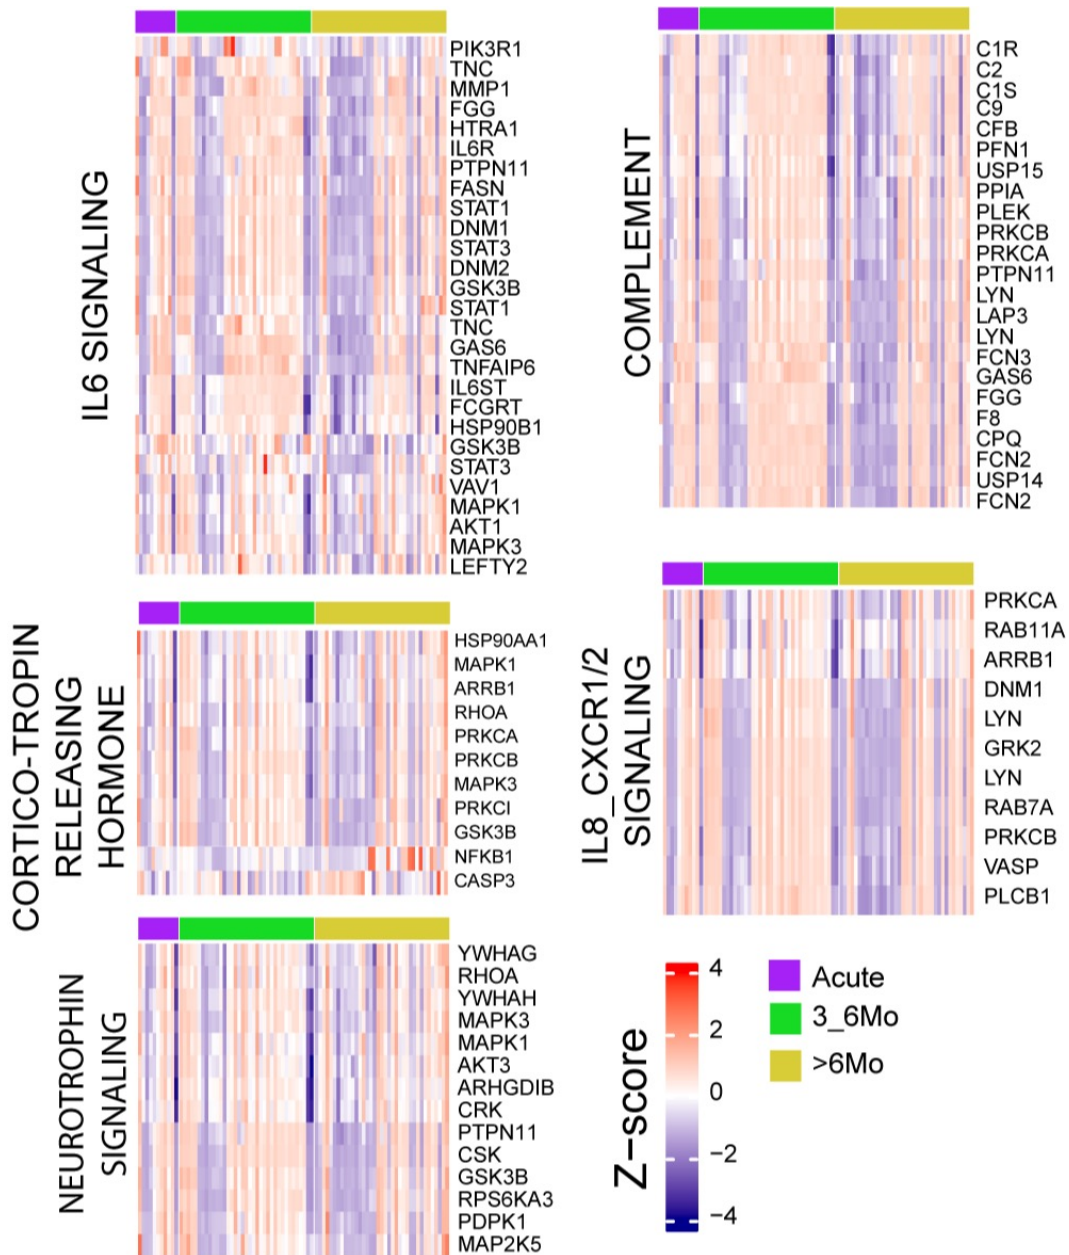 IL6 SIGNALING
PIK3R1
TNC
MMP1
FGG
HTRA1
IL6R
PTPN11
FASN
STAT1
DNM1
STAT3
DNM2
GSK3B
STAT1
TNC
GAS6
TNFAIP6
IL6ST
FCGRT
HSP90B1
GSK3B
STAT3
VAV1
MAPK1
AKT1
MAPK3
LEFTY2
COMPLEMENT
C1R
C2
C1S
C9
CFB
PFN1
USP15
PPIA
PLEK
PRKCB
PRKCA
PTPN11
LYN
LAP3
LYN
FCN3
GAS6
FGG
F8
CPQ
FCN2
USP14
FCN2
CORTICO-TROPIN
RELEASING
HORMONE
HSP90AA1
MAPK1
ARRB1
RHOA
PRKCA
PRKCB
MAPK3
PRKCI
GSK3B
NFKB1
CASP3
IL8_CXCR1/2
SIGNALING
PRKCA
RAB11A
ARRB1
DNM1
LYN
GRK2
LYN
RAB7A
PRKCB
VASP
PLCB1
NEUROTROPHIN
SIGNALING
YWHAG
RHOA
YWHAH
MAPK3
MAPK1
AKT3
ARHGDIB
CRK
PTPN11
CSK
GSK3B
RPS6KA3
PDPK1
MAP2K5
Z−score
4
2
0
−2
−4
Acute
3_6Mo
>6Mo